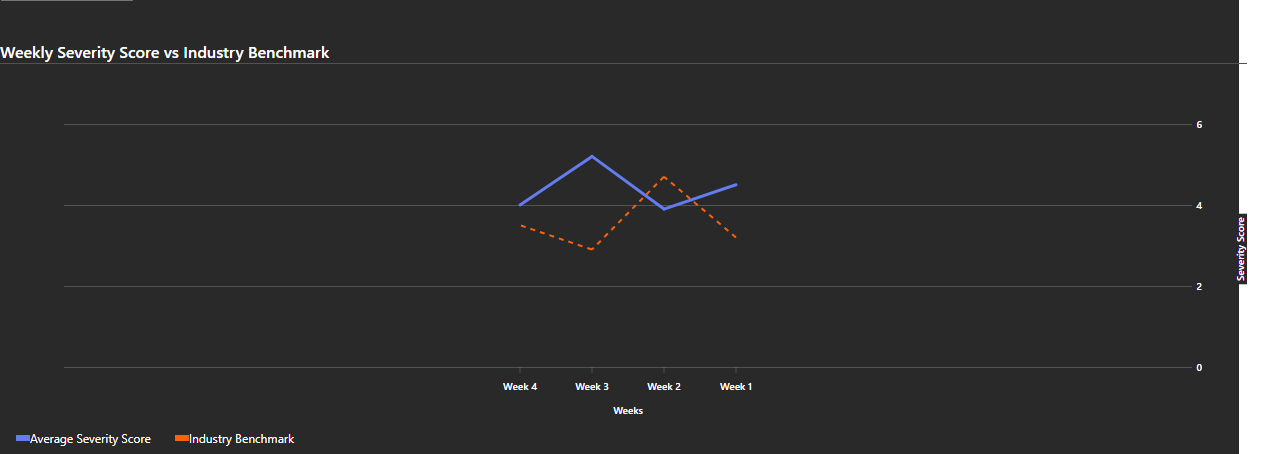 Weekly Severity Score vs Industry Benchmark
6
4
2
0
Severity Score
Week 4 Week 3 Week 2 Week 1
Weeks
Average Severity Score Industry Benchmark